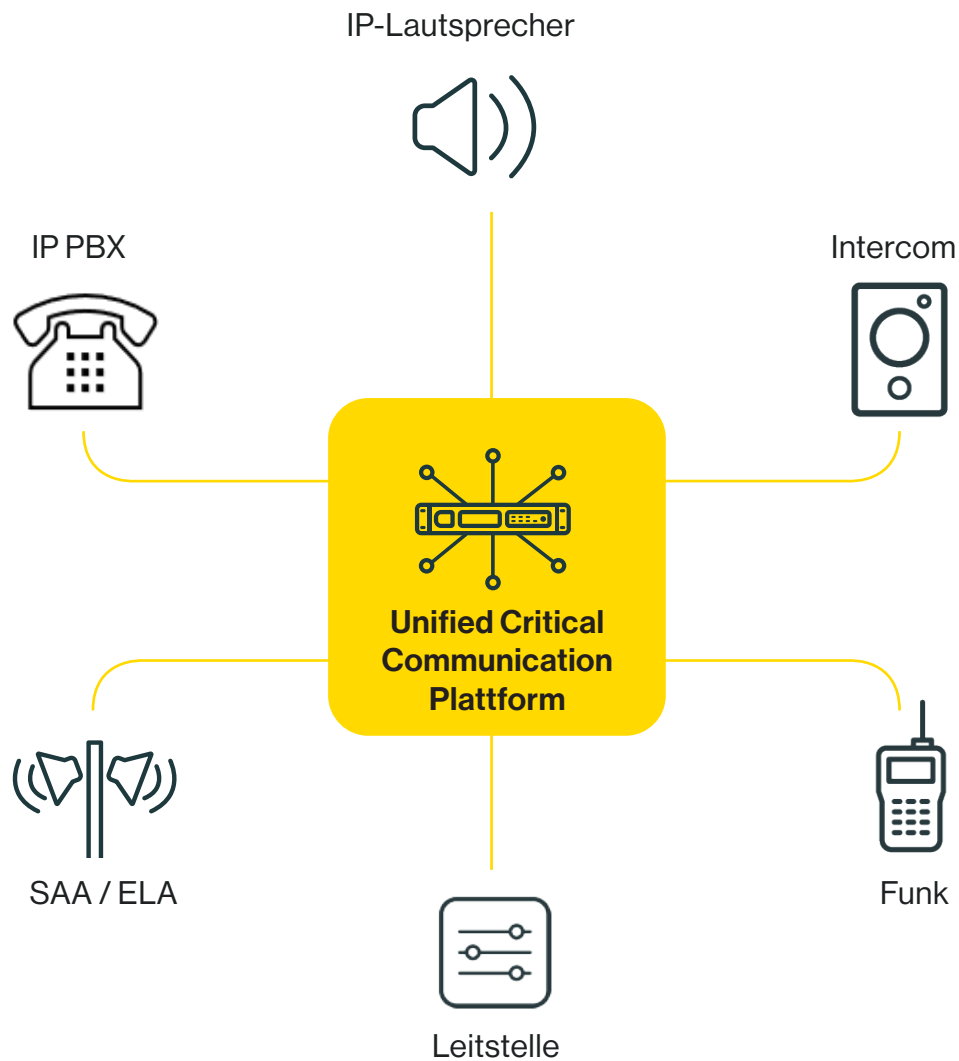 IP-Lautsprecher
IP PBX
Intercom
Unified Critical
Communication
Plattform
SAA / ELA
Funk
Leitstelle